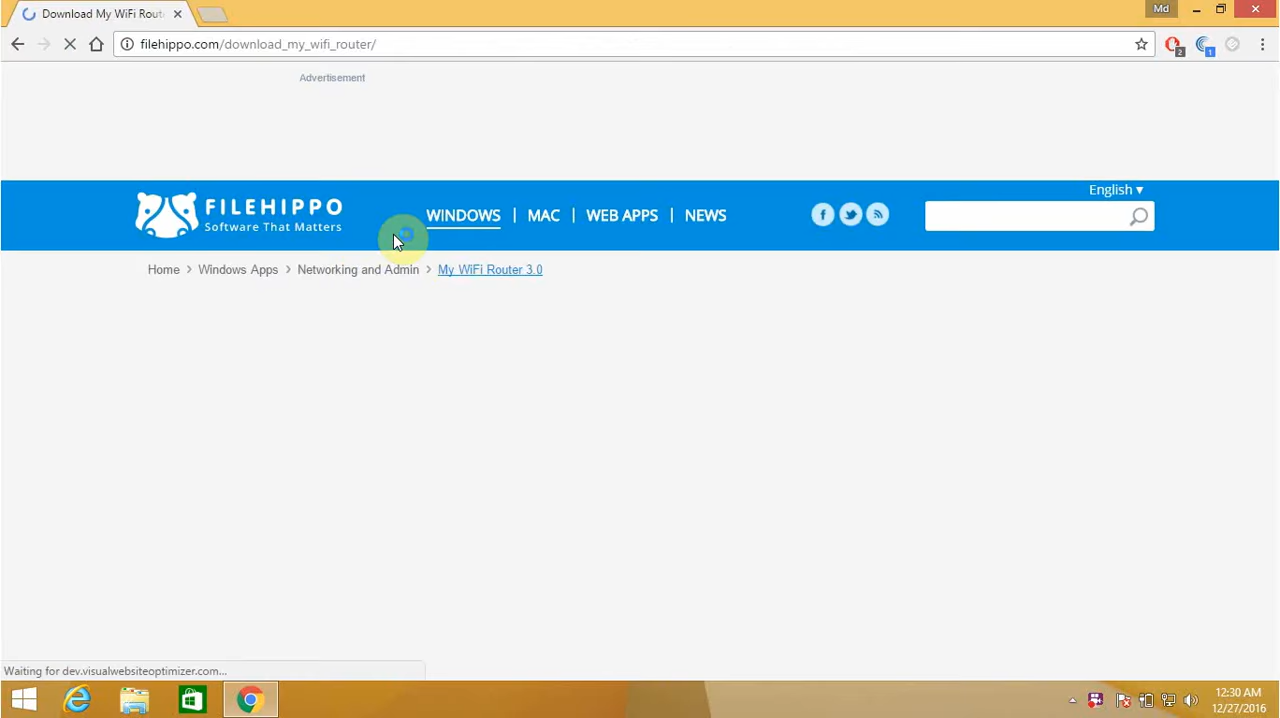 Download My WiFi Rout
Md
filehippo.com/download_my_wifi_router/
2
1
Advertisement
English ▾
FILEHIPPO
Software That Matters
WINDOWS | MAC | WEB APPS | NEWS
Home > Windows Apps > Networking and Admin > My WiFi Router 3.0
Waiting for dev.visualwebsiteoptimizer.com...
12:30 AM
12/27/2016